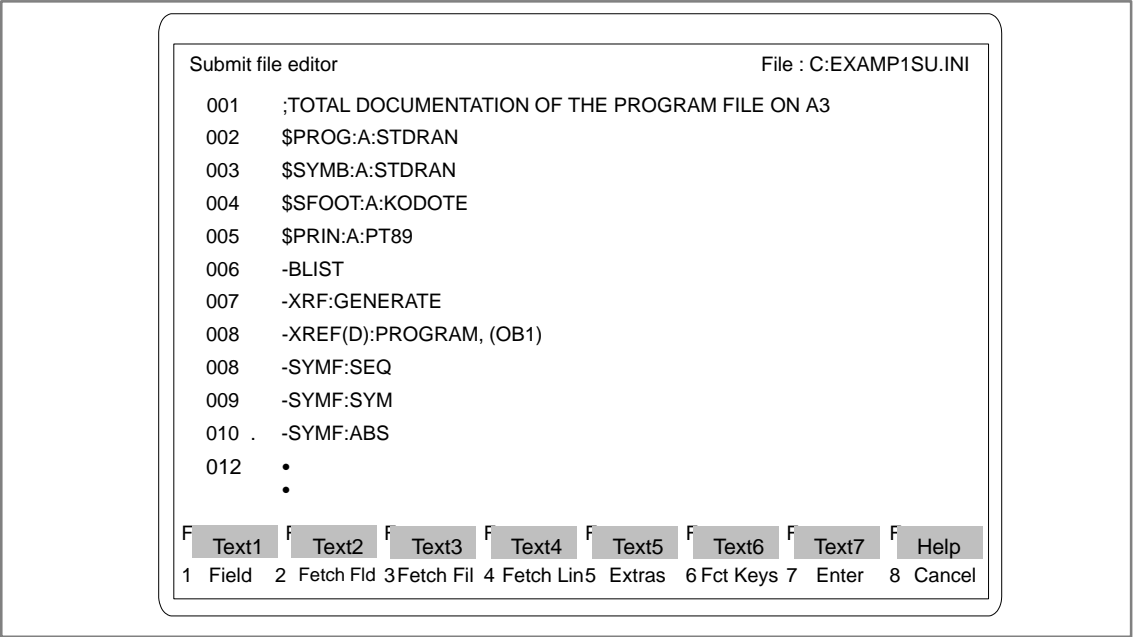 Submit file editor File : C:EXAMP1SU.INI
001 ;TOTAL DOCUMENTATION OF THE PROGRAM FILE ON A3
002 $PROG:A:STDRAN
003 $SYMB:A:STDRAN
004 $SFOOT:A:KODOTE
005 $PRIN:A:PT89
006 -BLIST
007 -XRF:GENERATE
008 -XREF(D):PROGRAM, (OB1)
008 -SYMF:SEQ
009 -SYMF:SYM
010 . -SYMF:ABS
012 •
•
F Text1 F Text2 F Text3 F Text4 F Text5 F Text6 F Text7 F Help
1 Field 2 Fetch Fld 3 Fetch Fil 4 Fetch Lin 5 Extras 6 Fct Keys 7 Enter 8 Cancel